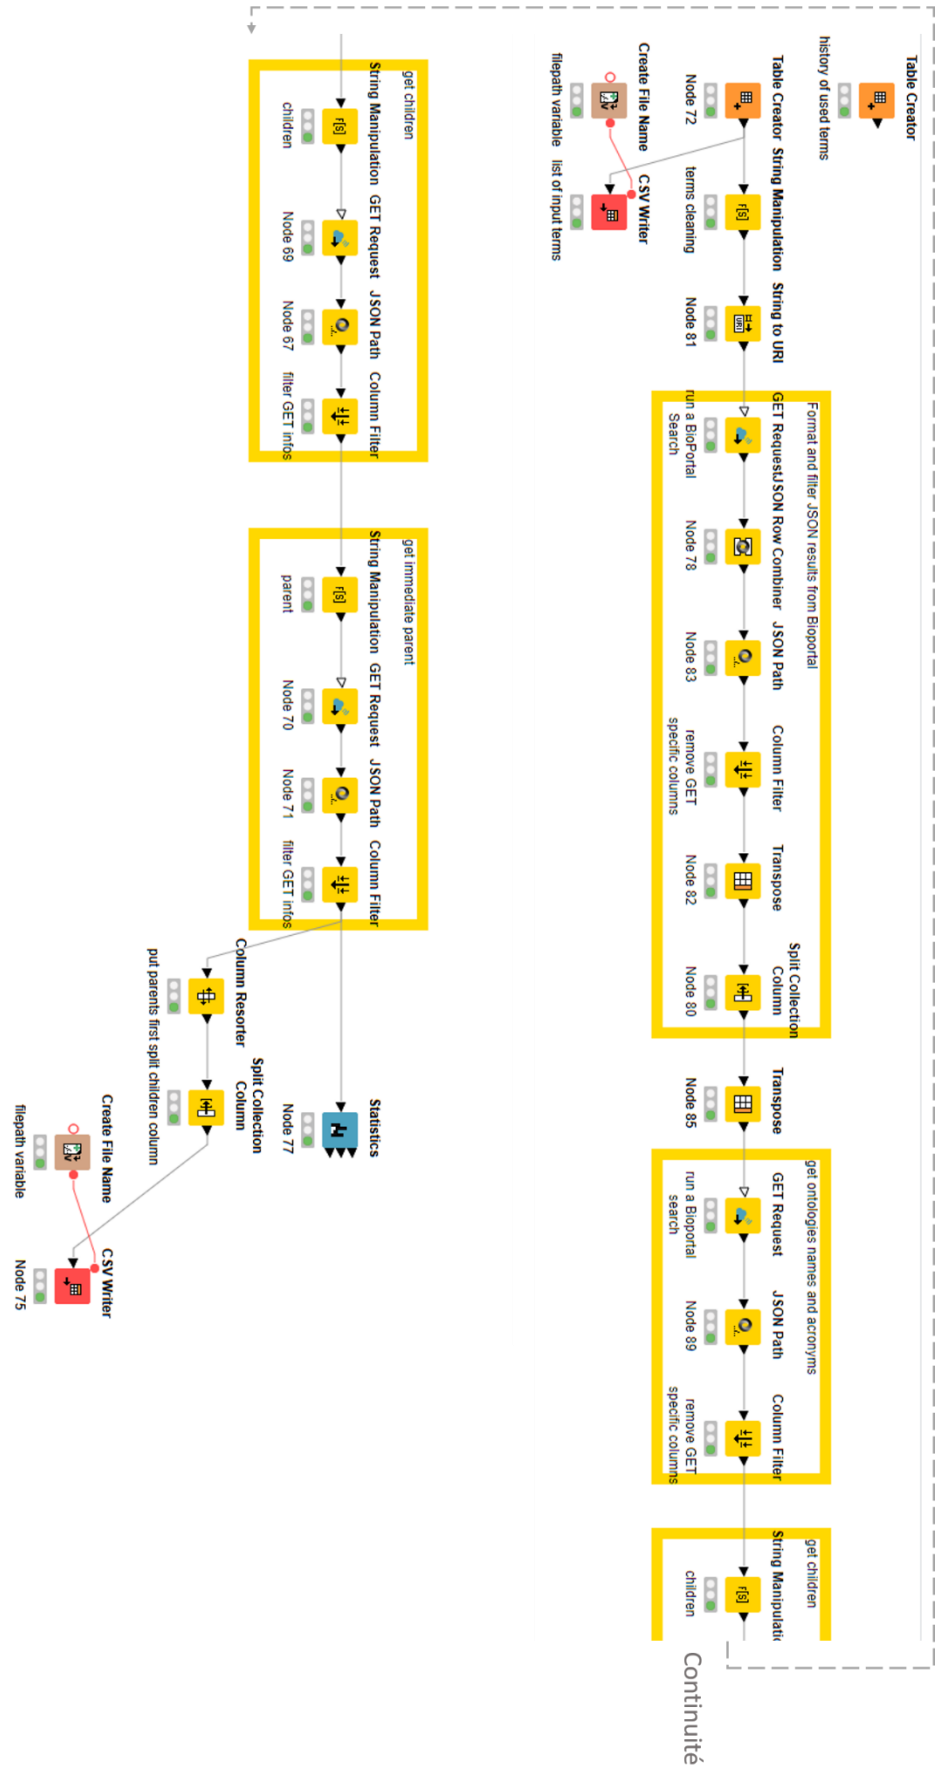 Table Creator
history of used terms
Table Creator
Node 72
String Manipulation
terms cleaning
String to URI
Node 81
Create File Name
filepath variable
CSV Writer
list of input terms
Format and filter JSON results from Bioportal
GET Request
run a BioPortal
Search
JSON Row Combiner
Node 78
JSON Path
Node 83
Column Filter
remove GET
specific columns
Transpose
Node 82
Split Collection
Column
Node 80
Transpose
Node 85
get ontologies names and acronyms
GET Request
run a Bioportal
search
JSON Path
Node 89
Column Filter
remove GET
specific columns
get children
String Manipulatic
children
Continuité
get children
String Manipulation
children
GET Request
Node 69
JSON Path
Node 67
Column Filter
filter GET infos
get immediate parent
String Manipulation
parent
GET Request
Node 70
JSON Path
Node 71
Column Filter
filter GET infos
Statistics
Node 77
Column Resorter
put parents first
Split Collection
Column
split children column
Create File Name
filepath variable
CSV Writer
Node 75